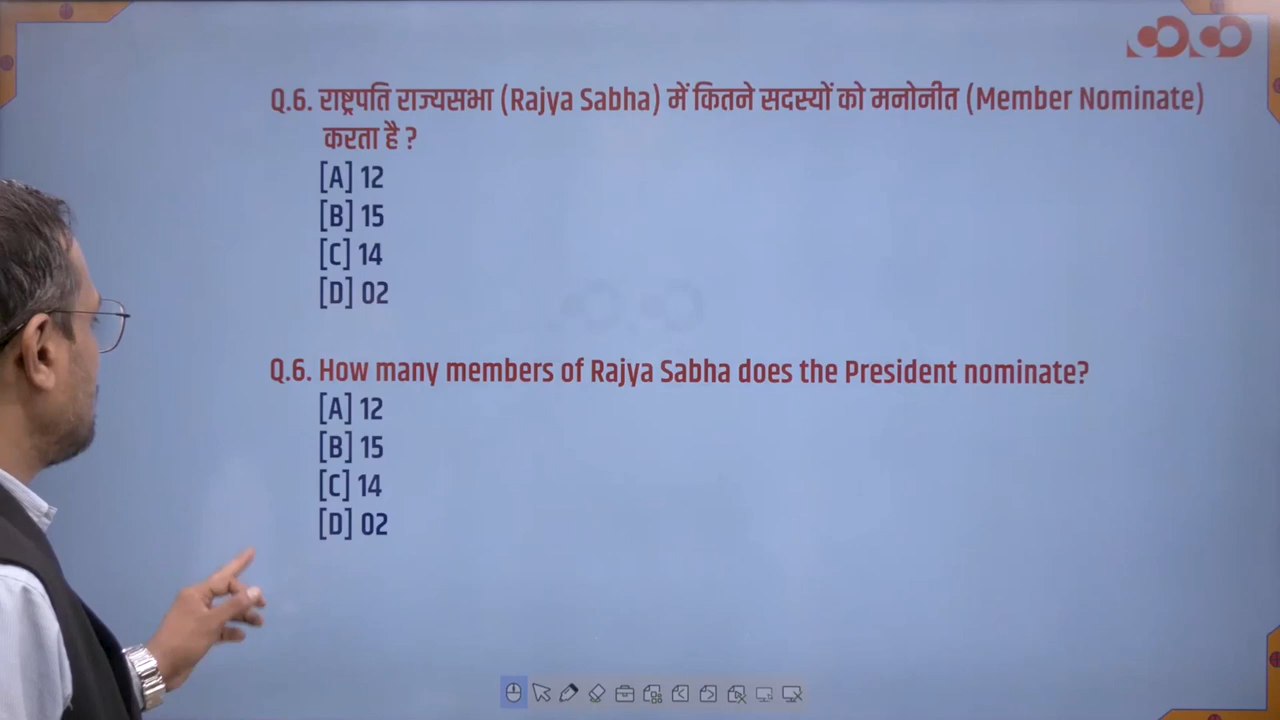 Q.6. राष्ट्रपति राज्यसभा (Rajya Sabha) में कितने सदस्यों को मनोनीत (Member Nominate)
करता है ?
[A] 12
[B] 15
[C] 14
[D] 02
Q.6. How many members of Rajya Sabha does the President nominate?
[A] 12
[B] 15
[C] 14
[D] 02